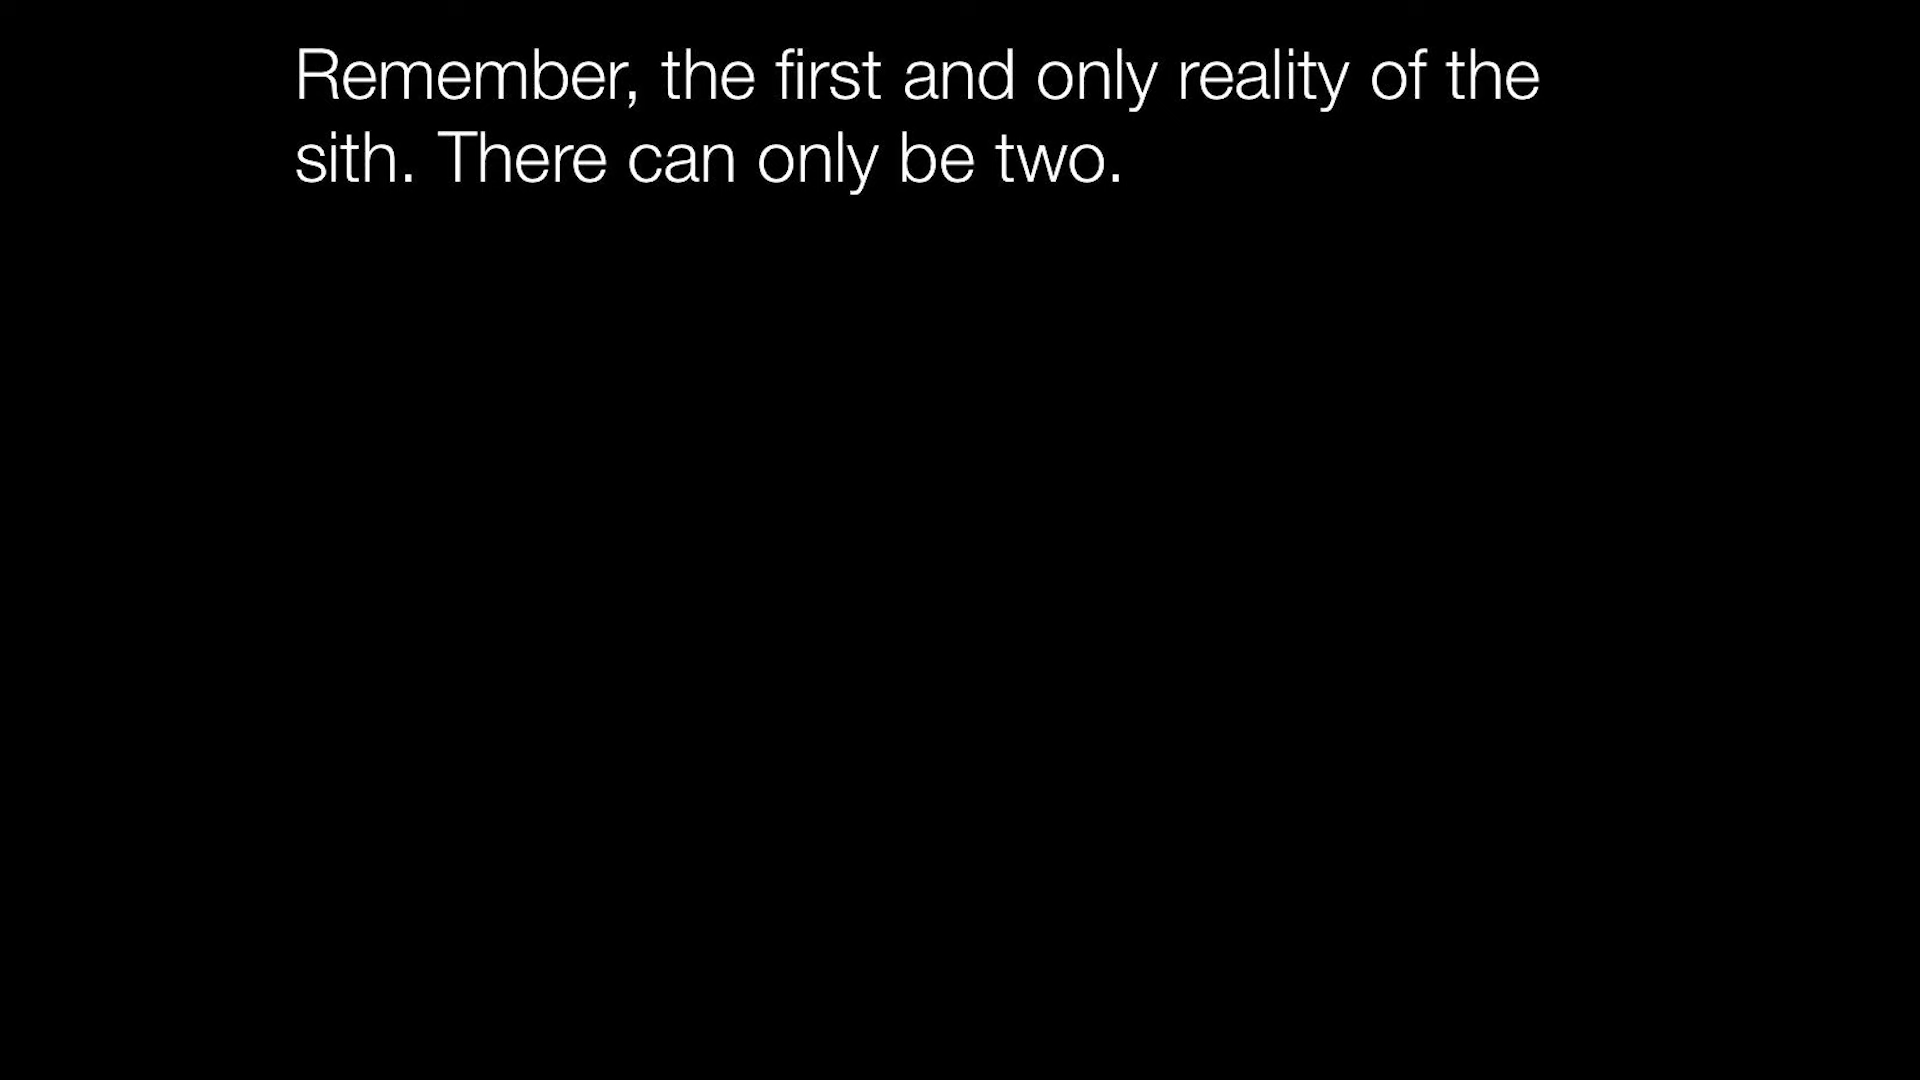 Remember, the first and only reality of the
sith. There can only be two.